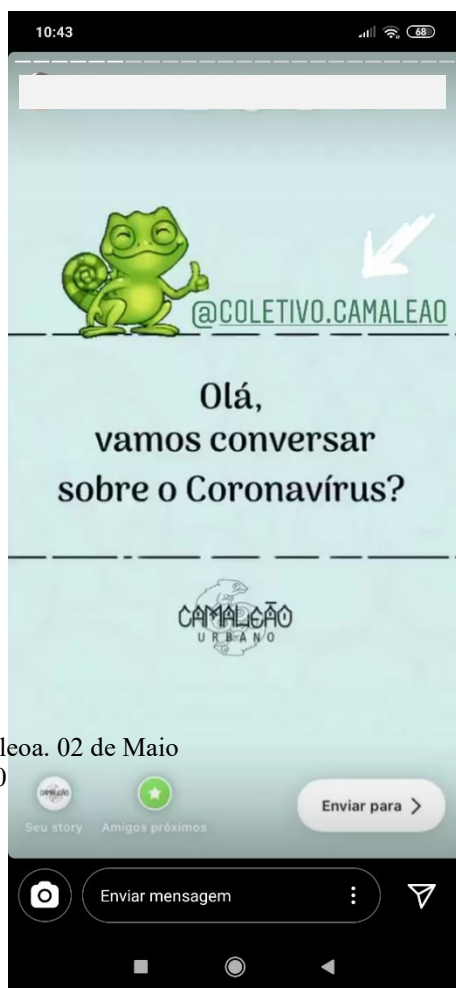 10:43
68
@COLETIVO.CAMALEAO
Olá,
vamos conversar
sobre o Coronavírus?
CAMALEÃO
URBANO
leoa. 02 de Maio
0
Seu story
Amigos próximos
Enviar para >
Enviar mensagem